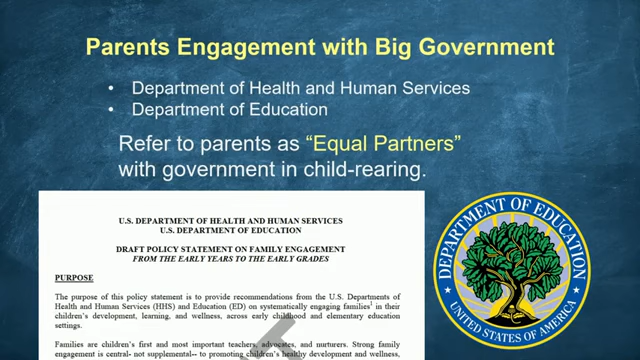 Parents Engagement with Big Government
• Department of Health and Human Services
• Department of Education
Refer to parents as “Equal Partners”
with government in child-rearing.
U.S. DEPARTMENT OF HEALTH AND HUMAN SERVICES
U.S. DEPARTMENT OF EDUCATION
DRAFT POLICY STATEMENT ON FAMILY ENGAGEMENT
FROM THE EARLY YEARS TO THE EARLY GRADES
PURPOSE
The purpose of this policy statement is to provide recommendations from the U.S. Departments of
Health and Human Services (HHS) and Education (ED) on systematically engaging families¹ in their
children's development, learning, and wellness, across early childhood and elementary education
settings.
Families are children's first and most important teachers, advocates, and nurturers. Strong family
engagement is central- not supplemental-- to promoting children's healthy development and wellness,
DEPARTMENT OF EDUCATION
UNITED STATES OF AMERICA